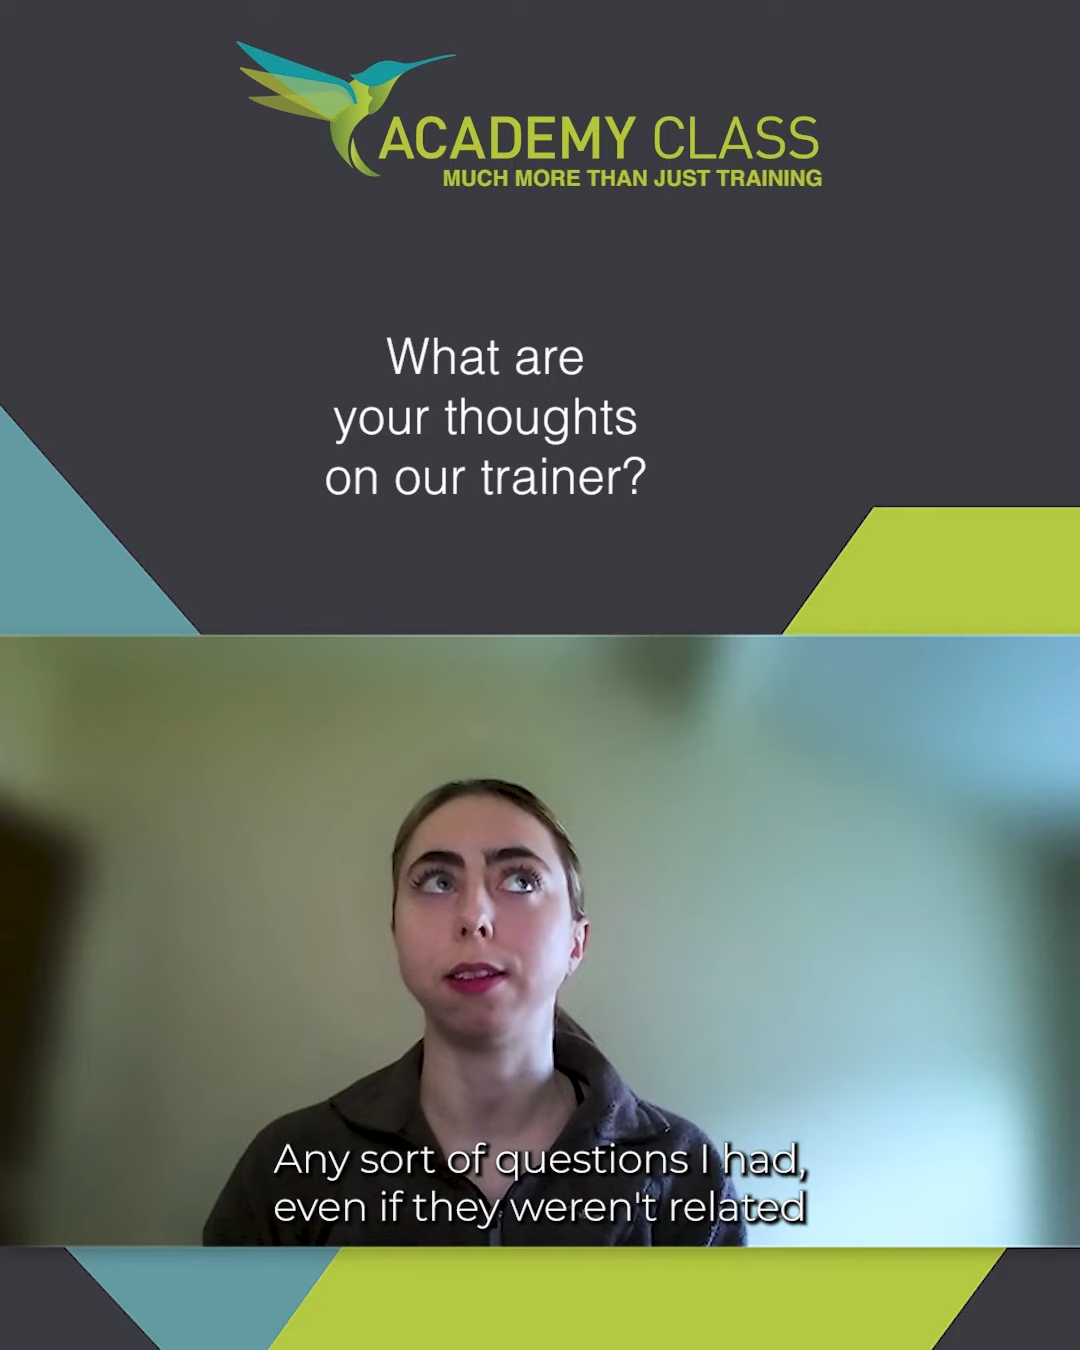 ACADEMY CLASS
MUCH MORE THAN JUST TRAINING
What are
your thoughts
on our trainer?
Any sort of questions I had,
even if they weren't related